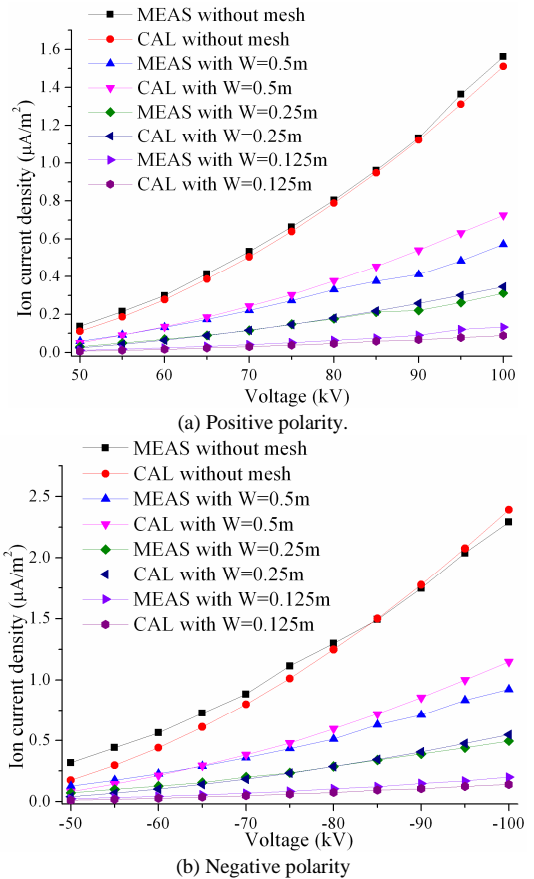 MEAS without mesh
CAL without mesh
MEAS with W=0.5m
CAL with W=0.5m
MEAS with W=0.25m
CAL with W=0.25m
MEAS with W=0.125m
CAL with W=0.125m
Ion current density (μA/m²)
1.6
1.4
1.2
1.0
0.8
0.6
0.4
0.2
0.0
50 60 70 80 90 100
Voltage (kV)
(a) Positive polarity.
MEAS without mesh
CAL without mesh
MEAS with W=0.5m
CAL with W=0.5m
MEAS with W=0.25m
CAL with W=0.25m
MEAS with W=0.125m
CAL with W=0.125m
Ion current density (μA/m²)
2.5
2.0
1.5
1.0
0.5
0.0
-50 -60 -70 -80 -90 -100
Voltage (kV)
(b) Negative polarity